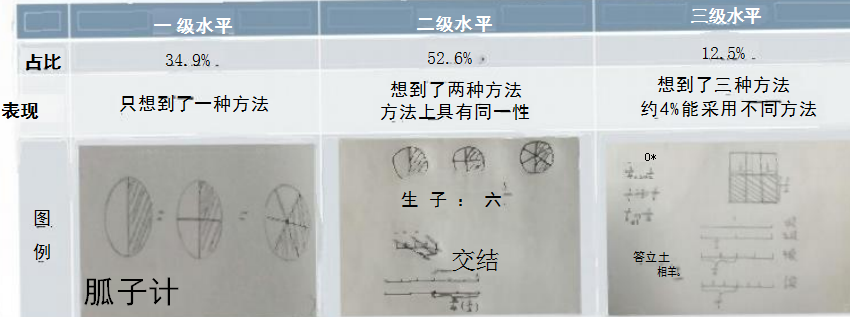 一级水平
二级水平
三级水平
占比
34.9%
52.6%
12.5%
表现
只想到了一种方法
想到了两种方法
方法上具有同一性
想到了三种方法
约4%能采用不同方法
图
例
胍子计
生 子 ： 六
交结
0*
答立土
相羊。